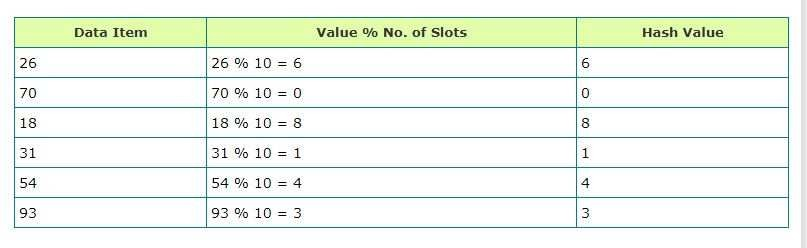 Data Item Value % No. of Slots Hash Value
26 26 % 10 = 6 6
70 70 % 10 = 0 0
18 18 % 10 = 8 8
31 31 % 10 = 1 1
54 54 % 10 = 4 4
93 93 % 10 = 3 3